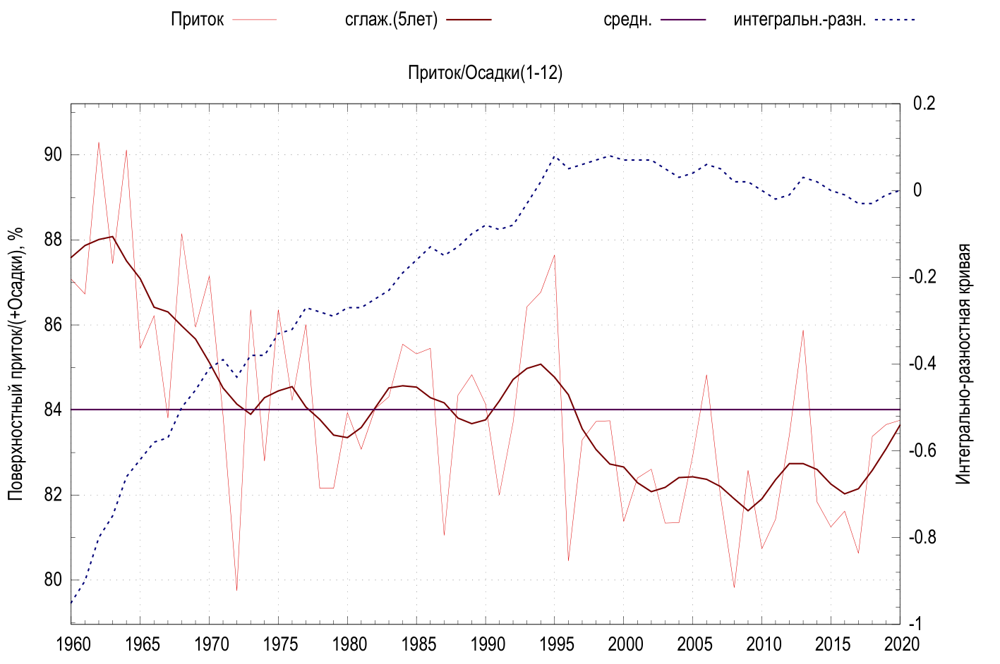 Приток сглаж.(5лет) средн. интегральн.-разн.
Приток/Осадки(1-12)
Поверхностный приток/(+Осадки), %
90
88
86
84
82
80
0.2
0
-0.2
-0.4
-0.6
-0.8
-1
Интегрально-разностная кривая
1960 1965 1970 1975 1980 1985 1990 1995 2000 2005 2010 2015 2020